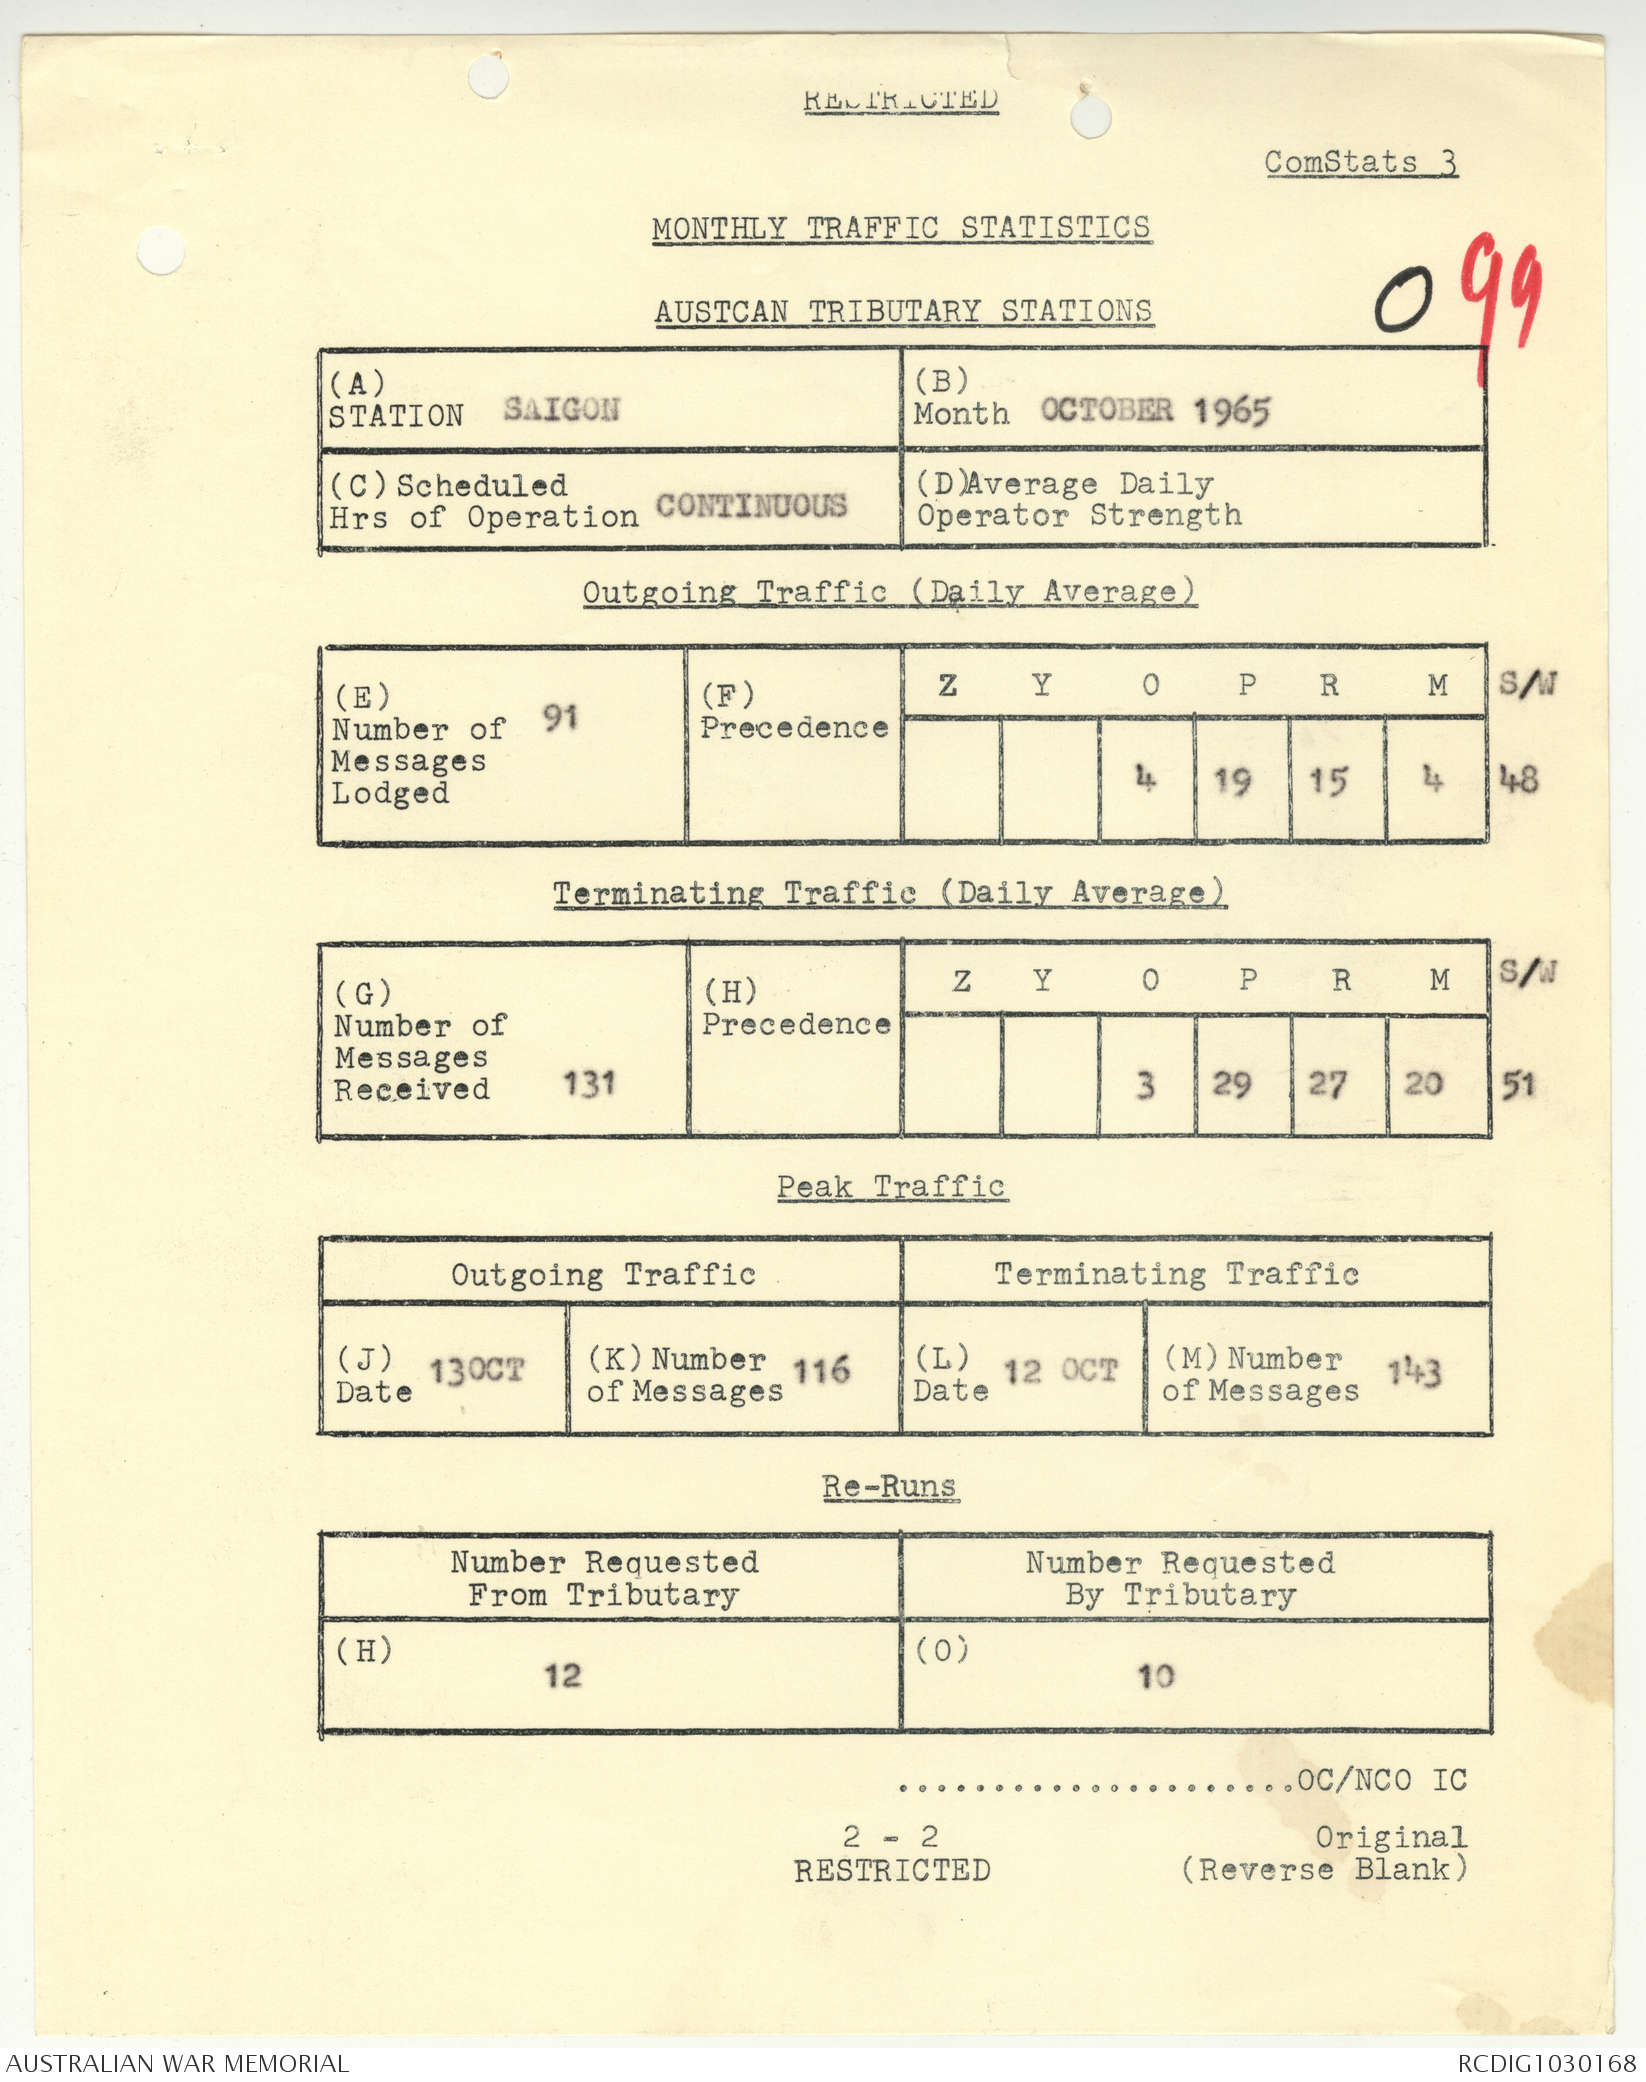 RESTRICTED
ComStats 3
MONTHLY TRAFFIC STATISTICS
099
AUSTCAN TRIBUTARY STATIONS
(A)
STATION SAIGON
(B)
Month OCTOBER 1965
(C) Scheduled
Hrs of Operation CONTINUOUS
(D) Average Daily
Operator Strength
Outgoing Traffic (Daily Average)
(E)
Number of 91
Messages
Lodged
(F)
Precedence
Z Y O P R M S/W
4 19 15 4 48
Terminating Traffic (Daily Average)
(G)
Number of
Messages
Received 131
(H)
Precedence
Z Y O P R M S/W
3 29 27 20 51
Peak Traffic
Outgoing Traffic
Terminating Traffic
(J)
Date 13OCT
(K) Number
of Messages 116
(L)
Date 12 OCT
(M) Number
of Messages 143
Re-Runs
Number Requested
From Tributary
Number Requested
By Tributary
(H)
12
(O)
10
.....................OC/NCO IC
2 - 2
RESTRICTED
Original
(Reverse Blank)
AUSTRALIAN WAR MEMORIAL
RCDIG1030168